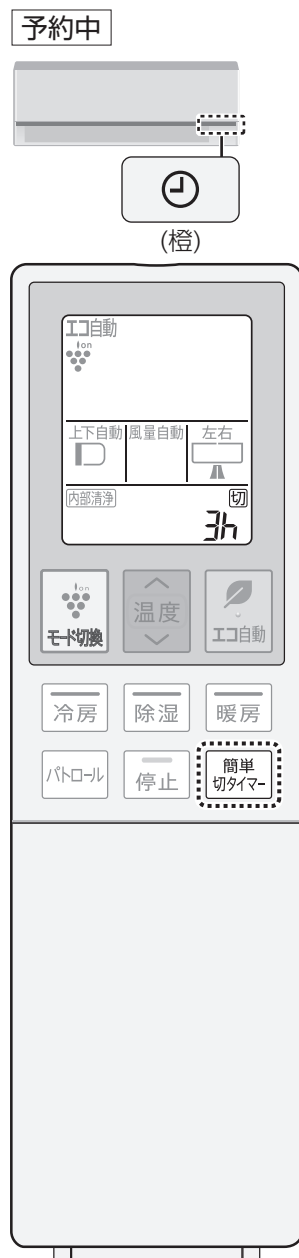 予約中
(橙)
エコ自動
ion
上下自動 風量自動 左右
内部清浄 切
3h
ion
モード切換 温度 エコ自動
冷房 除湿 暖房
パトロール 停止 簡単
切タイマー